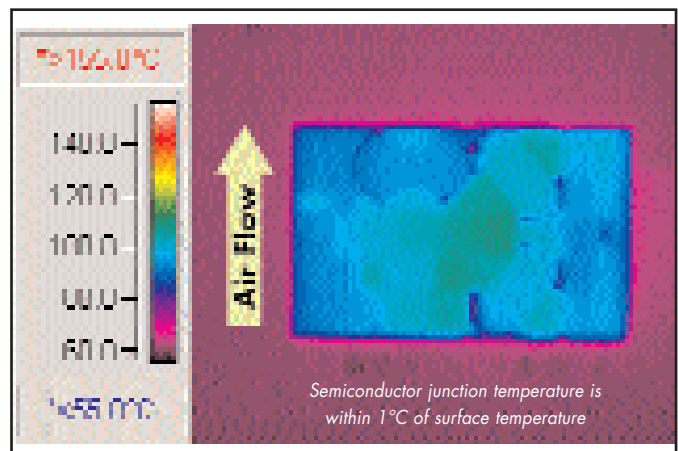 140.0
120.0
100.0
80.0
60.0
Air Flow
Semiconductor junction temperature is
within 1°C of surface temperature